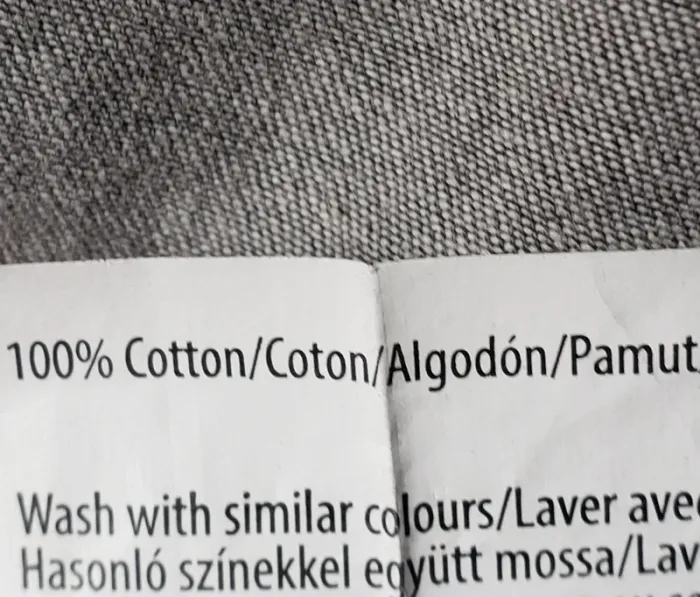 100% Cotton/Coton/Algodón/Pamut/
Wash with similar colours/Laver avec
Hasonló színekkel együtt mossa/Lav